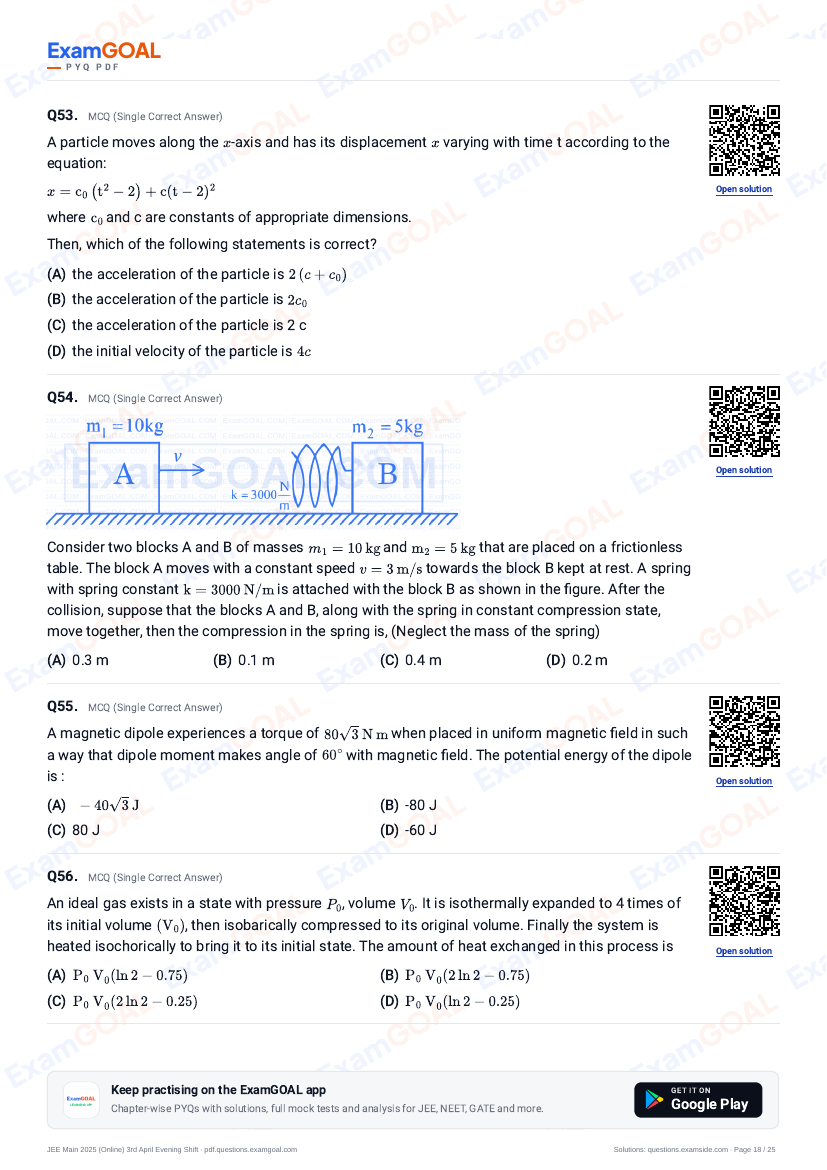 ExamGOAL
PYQ PDF
Q53. MCQ (Single Correct Answer)
A particle moves along the x-axis and has its displacement x varying with time t according to the
equation:
x = c₀ (t² − 2) + c(t − 2)²
where c₀ and c are constants of appropriate dimensions.
Then, which of the following statements is correct?
(A) the acceleration of the particle is 2 (c + c₀)
(B) the acceleration of the particle is 2c₀
(C) the acceleration of the particle is 2 c
(D) the initial velocity of the particle is 4c
Open solution
Q54. MCQ (Single Correct Answer)
m₁ = 10kg m₂ = 5kg
A v B
k = 3000 N/m
ExamGOAL.COM
Open solution
Consider two blocks A and B of masses m₁ = 10 kg and m₂ = 5 kg that are placed on a frictionless
table. The block A moves with a constant speed v = 3 m/s towards the block B kept at rest. A spring
with spring constant k = 3000 N/m is attached with the block B as shown in the figure. After the
collision, suppose that the blocks A and B, along with the spring in constant compression state,
move together, then the compression in the spring is, (Neglect the mass of the spring)
(A) 0.3 m (B) 0.1 m (C) 0.4 m (D) 0.2 m
Q55. MCQ (Single Correct Answer)
A magnetic dipole experiences a torque of 80√3 N m when placed in uniform magnetic field in such
a way that dipole moment makes angle of 60° with magnetic field. The potential energy of the dipole
is :
(A) − 40√3 J (B) -80 J
(C) 80 J (D) -60 J
Open solution
Q56. MCQ (Single Correct Answer)
An ideal gas exists in a state with pressure P₀, volume V₀. It is isothermally expanded to 4 times of
its initial volume (V₀), then isobarically compressed to its original volume. Finally the system is
heated isochorically to bring it to its initial state. The amount of heat exchanged in this process is
(A) P₀ V₀(ln 2 − 0.75) (B) P₀ V₀(2 ln 2 − 0.75)
(C) P₀ V₀(2 ln 2 − 0.25) (D) P₀ V₀(ln 2 − 0.25)
Open solution
ExamGOAL
Keep practising on the ExamGOAL app
Chapter-wise PYQs with solutions, full mock tests and analysis for JEE, NEET, GATE and more.
GET IT ON
Google Play
JEE Main 2025 (Online) 3rd April Evening Shift · pdf.questions.examgoal.com
Solutions: questions.examside.com · Page 18 / 25